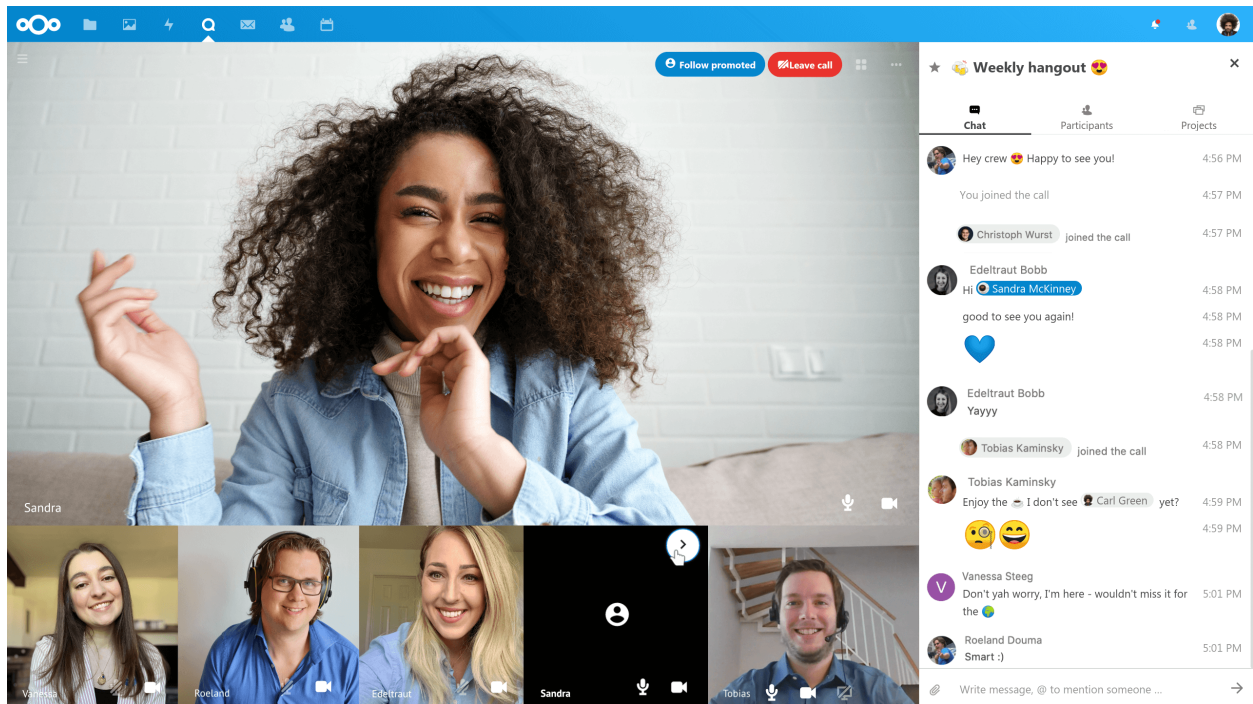 Follow promoted
Leave call
Sandra
Vanessa
Roeland
Edeltraut
Sandra
Tobias
Weekly hangout
Chat
Participants
Projects
Hey crew 😍 Happy to see you!
4:56 PM
You joined the call
4:57 PM
Christoph Wurst joined the call
4:57 PM
Edeltraut Bobb
Hi Sandra McKinney
4:58 PM
good to see you again!
4:58 PM
4:58 PM
Edeltraut Bobb
Yayyy
4:58 PM
Tobias Kaminsky joined the call
4:58 PM
Tobias Kaminsky
Enjoy the ☕ I don't see Carl Green yet?
4:59 PM
4:59 PM
V
Vanessa Steeg
Don't yah worry, I'm here - wouldn't miss it for
the 🌍
5:01 PM
Roeland Douma
Smart :)
5:01 PM
Write message, @ to mention someone ...